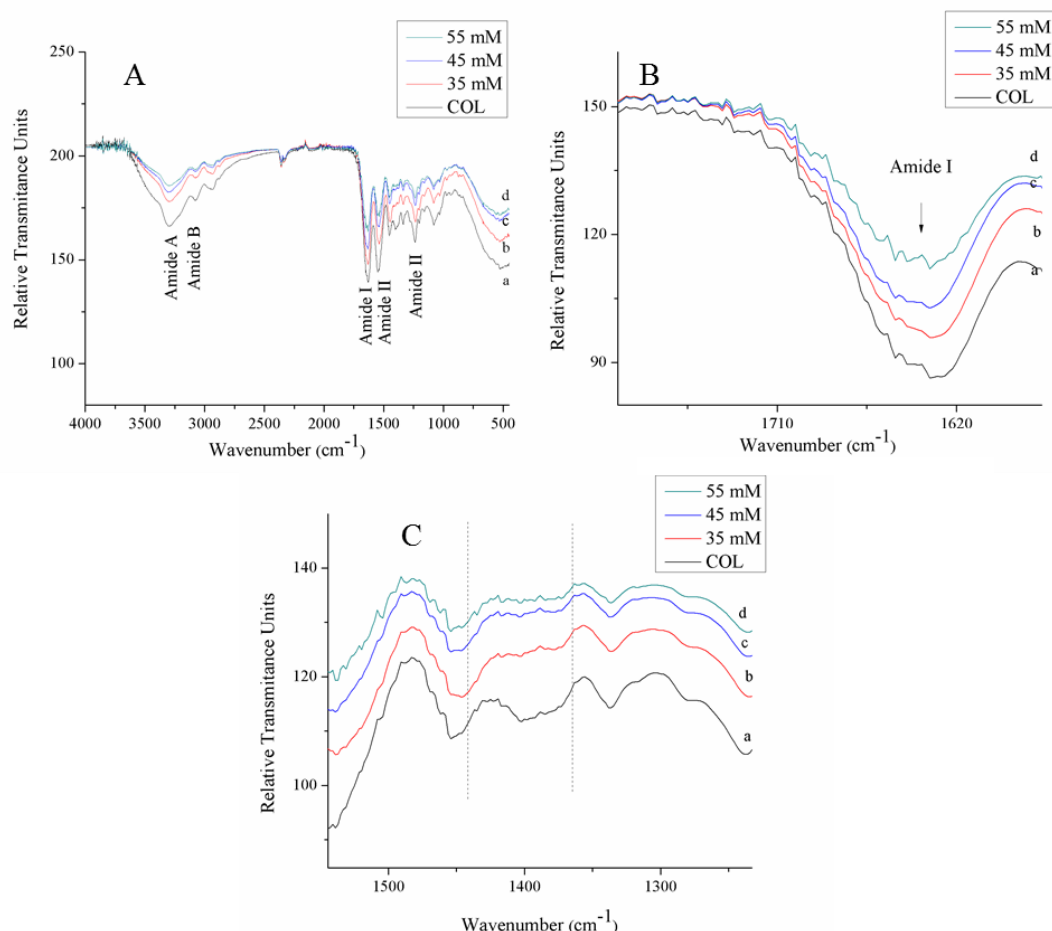 A
55 mM
45 mM
35 mM
COL
250
200
150
100
Relative Transmitance Units
Amide A
Amide B
Amide I
Amide II
Amide II
d
c
b
a
4000 3500 3000 2500 2000 1500 1000 500
Wavenumber (cm-1)
B
55 mM
45 mM
35 mM
COL
150
120
90
Relative Transmitance Units
Amide I
d
c
b
a
1710 1620
Wavenumber (cm-1)
C
55 mM
45 mM
35 mM
COL
140
120
100
Relative Transmitance Units
d
c
b
a
1500 1400 1300
Wavenumber (cm-1)